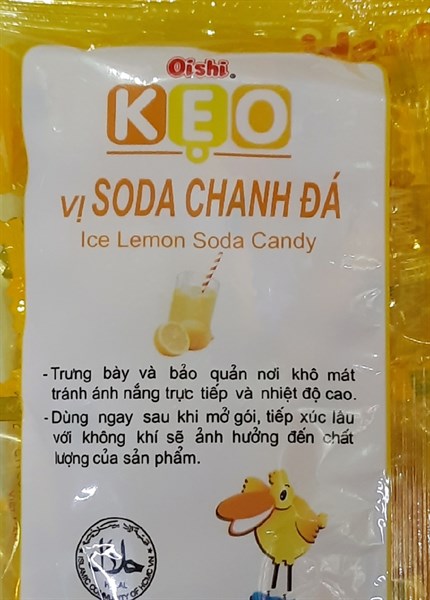 Oishi®
KẸO
VỊ SODA CHANH ĐÁ
Ice Lemon Soda Candy
-Trưng bày và bảo quản nơi khô mát
tránh ánh nắng trực tiếp và nhiệt độ cao.
-Dùng ngay sau khi mở gói, tiếp xúc lâu
với không khí sẽ ảnh hưởng đến chất
lượng của sản phẩm.
HALAL